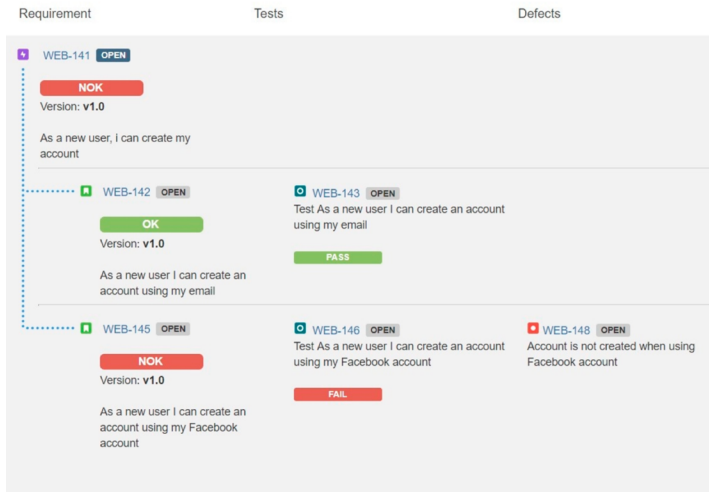 Requirement Tests Defects
WEB-141 OPEN
NOK
Version: v1.0
As a new user, i can create my
account
WEB-142 OPEN
OK
Version: v1.0
As a new user I can create an
account using my email
WEB-143 OPEN
Test As a new user I can create an account
using my email
PASS
WEB-145 OPEN
NOK
Version: v1.0
As a new user I can create an
account using my Facebook
account
WEB-146 OPEN
Test As a new user I can create an account
using my Facebook account
FAIL
WEB-148 OPEN
Account is not created when using
Facebook account